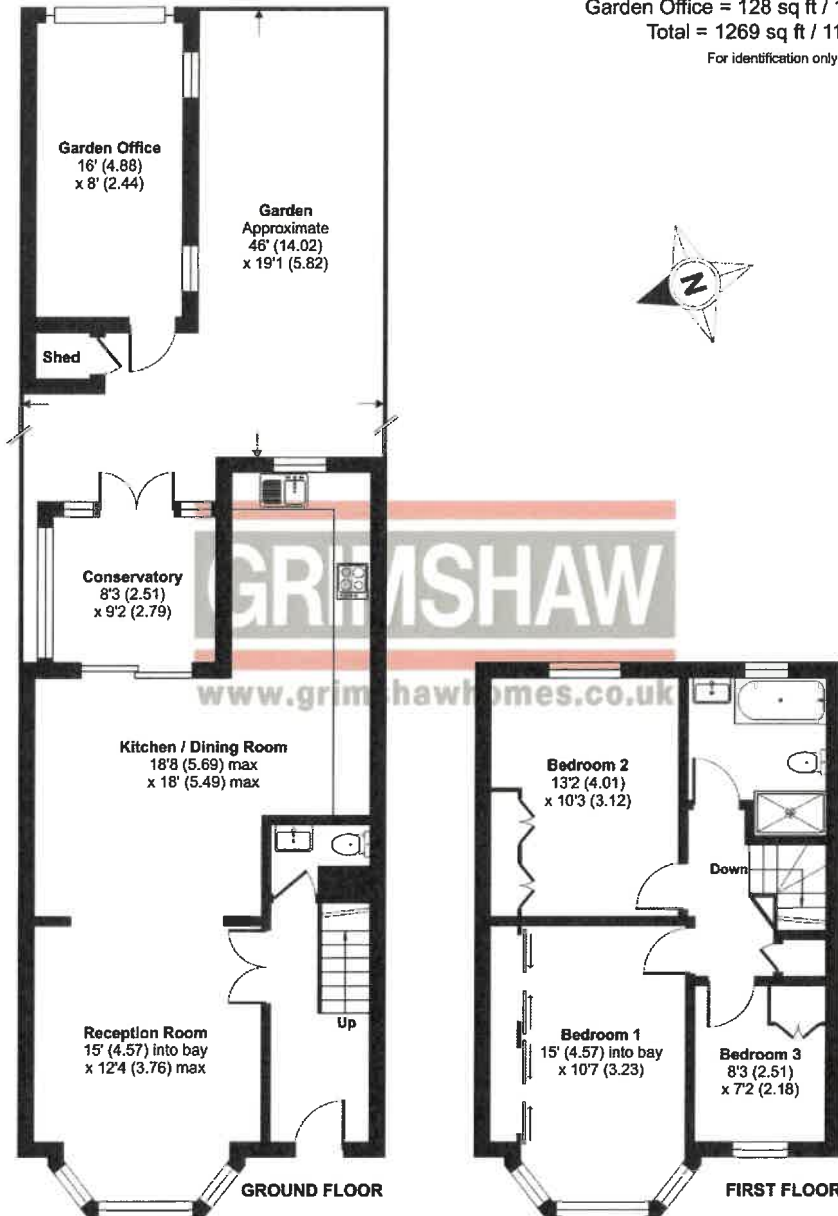 Garden Office = 128 sq ft / 1
Total = 1269 sq ft / 11
For identification only
Garden Office
16' (4.88)
x 8' (2.44)
Garden
Approximate
46' (14.02)
x 19'1 (5.82)
N
Shed
Conservatory
8'3 (2.51)
x 9'2 (2.79)
GRIMSHAW
www.grimshawhomes.co.uk
Kitchen / Dining Room
18'8 (5.69) max
x 18' (5.49) max
Bedroom 2
13'2 (4.01)
x 10'3 (3.12)
Down
Up
Reception Room
15' (4.57) into bay
x 12'4 (3.76) max
Bedroom 1
15' (4.57) into bay
x 10'7 (3.23)
Bedroom 3
8'3 (2.51)
x 7'2 (2.18)
GROUND FLOOR
FIRST FLOOR